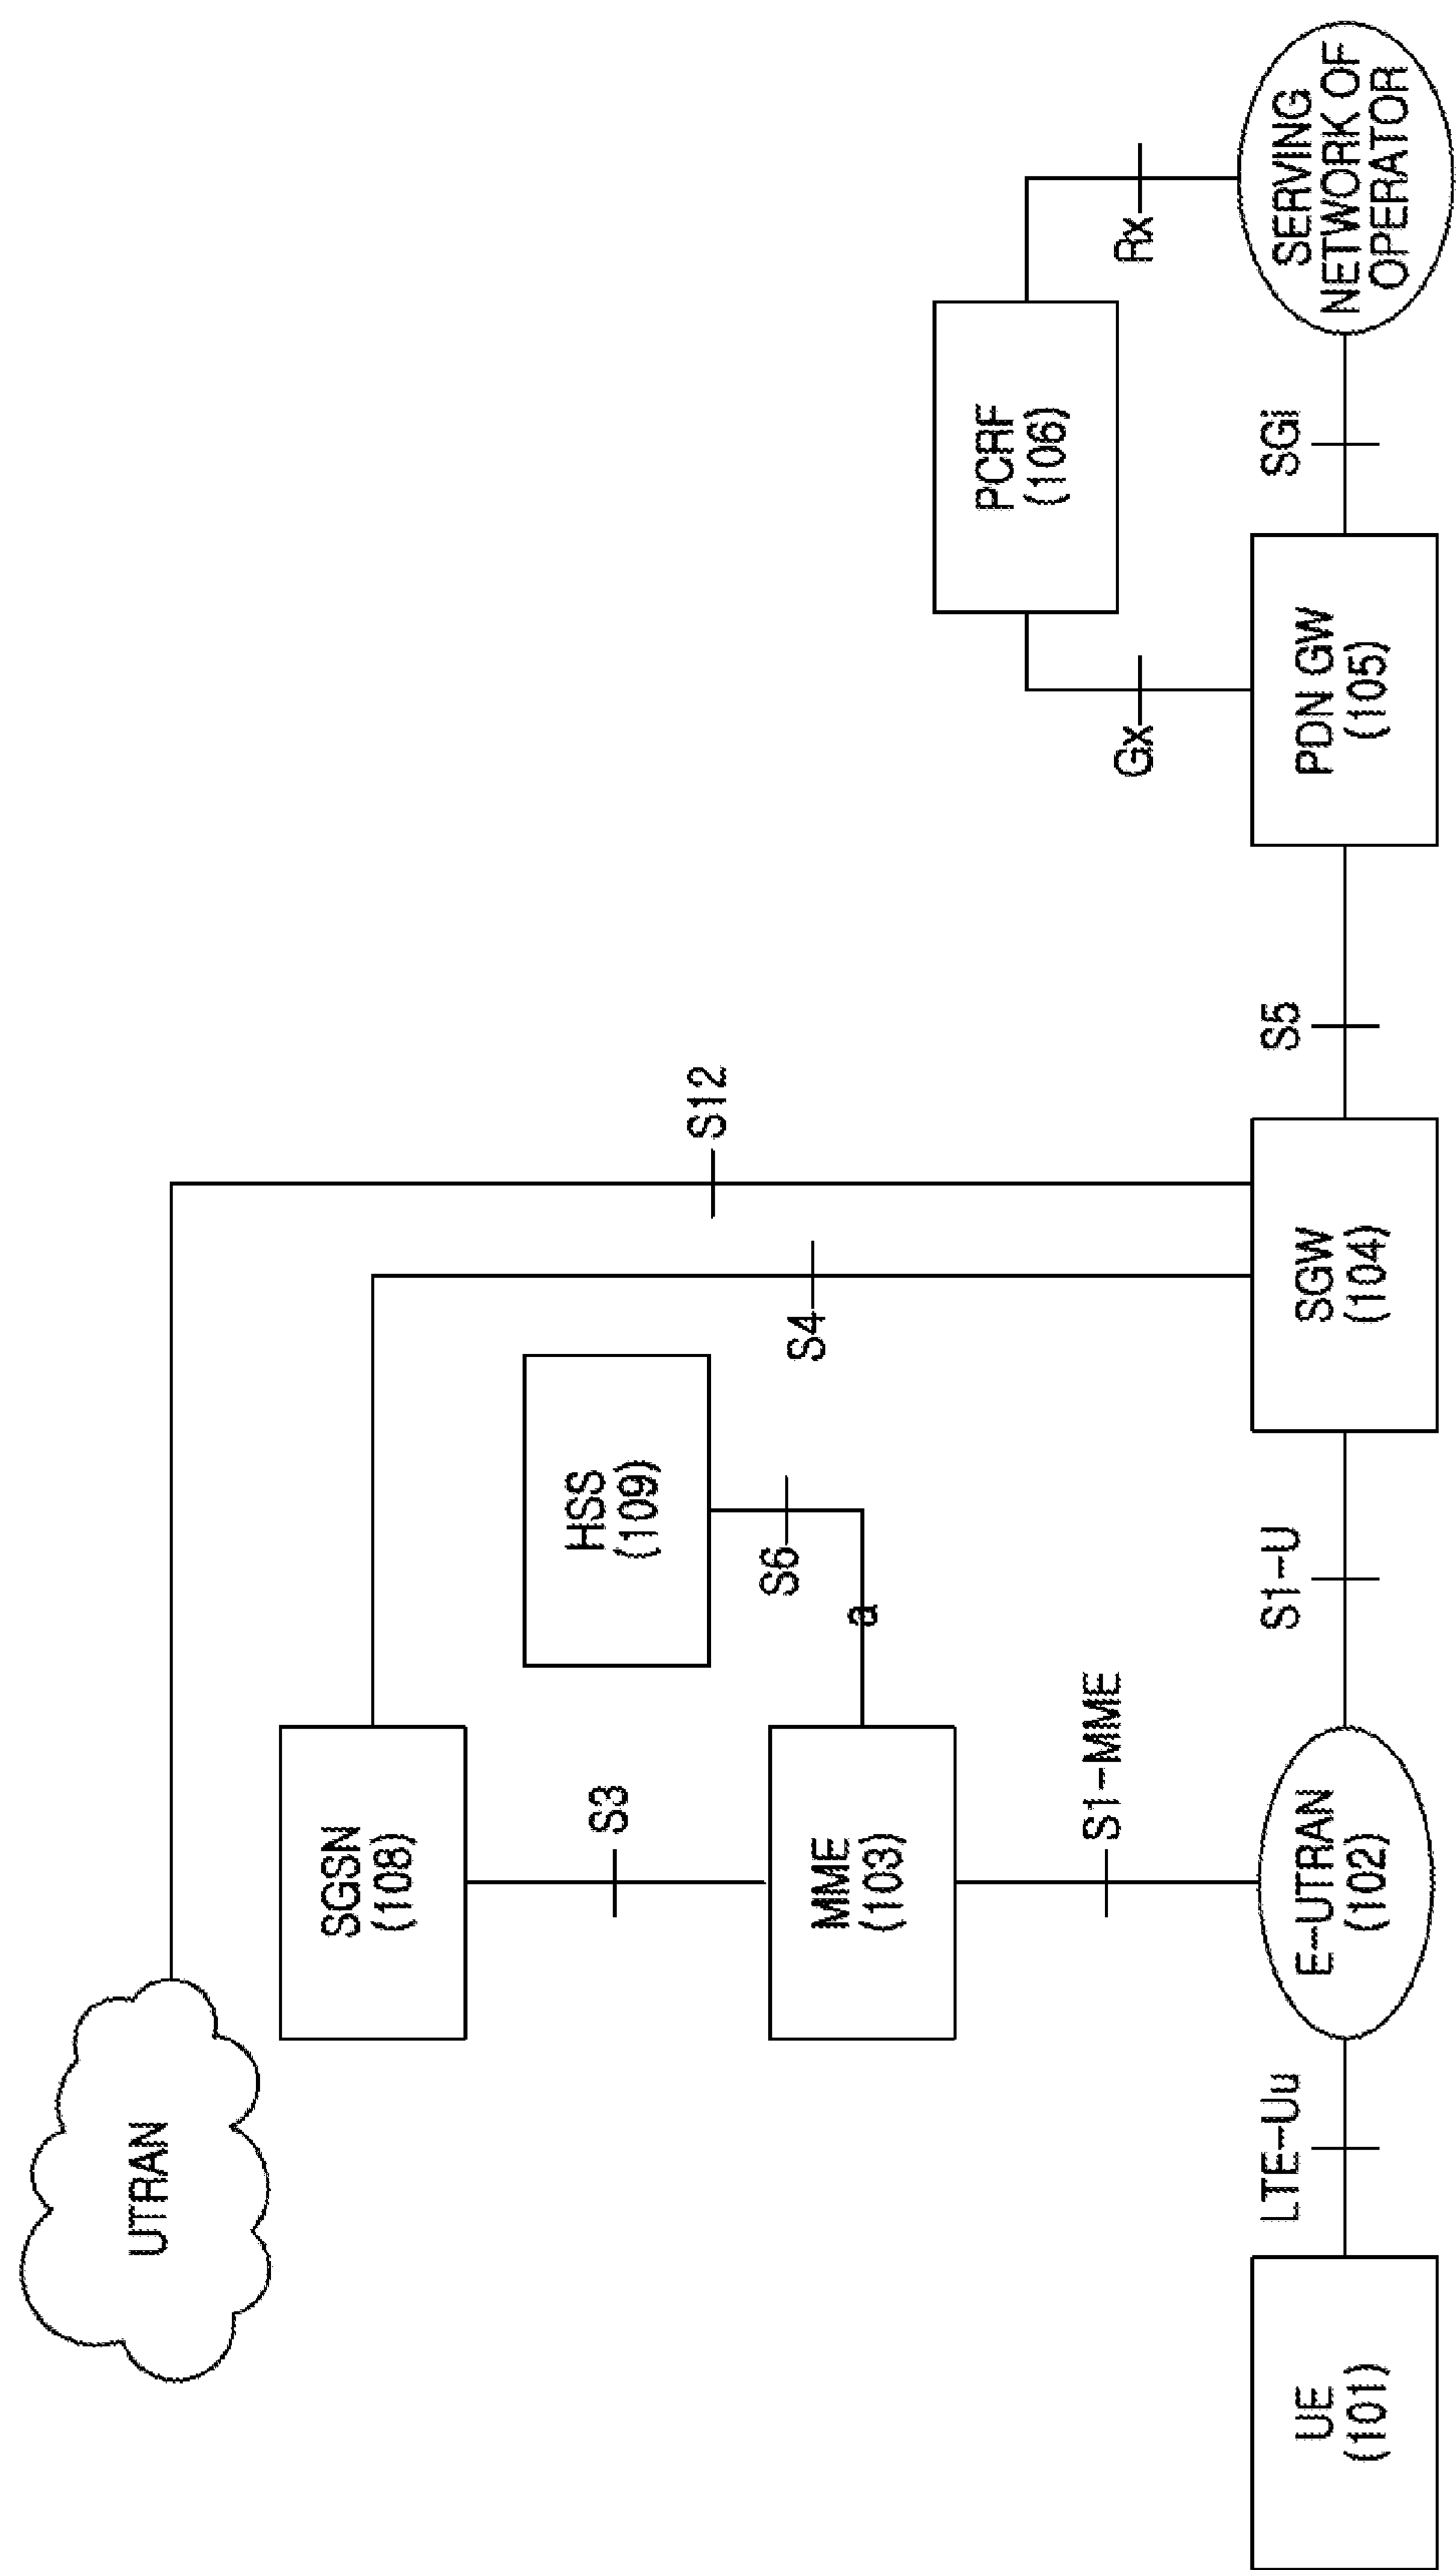 UTRAN
SGSN
(108)
HSS
(109)
S3
S6
a
S4
S12
MME
(103)
PCRF
(106)
S1-MME
Gx
Rx
LTE-Uu
S1-U
S5
SGi
UE
(101)
E-UTRAN
(102)
SGW
(104)
PDN GW
(105)
SERVING
NETWORK OF
OPERATOR